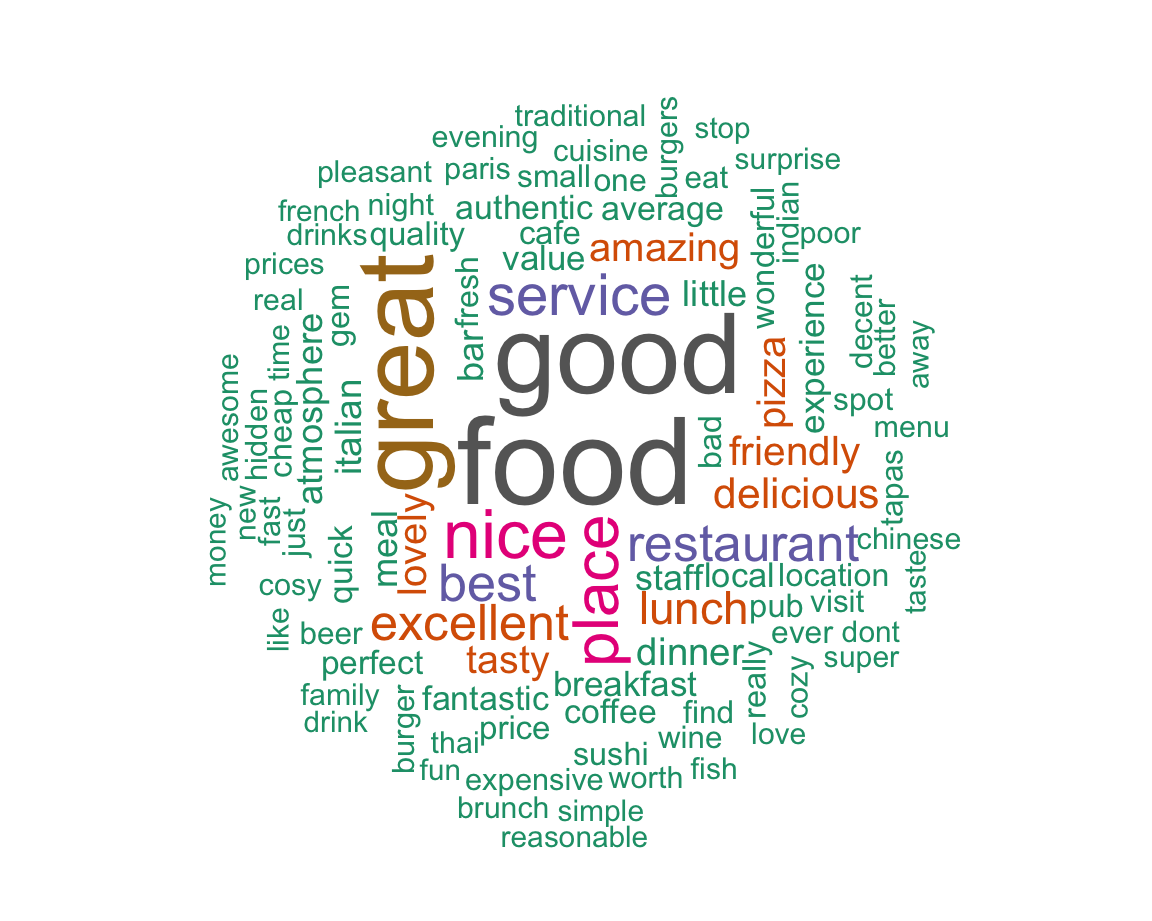 traditional
burgers
stop
evening
cuisine
surprise
pleasant
paris
small
one
eat
french
night
authentic
average
wonderful
indian
drinks
quality
cafe
amazing
poor
prices
value
great
fresh
service
little
real
gem
bar
good
experience
decent
better
away
time
atmosphere
italian
pizza
awesome
hidden
cheap
food
bad
friendly
spot
menu
money
new
fast
just
delicious
tapas
quick
meal
lovely
nice
place
restaurant
chinese
cosy
best
staff
local
location
taste
like
beer
excellent
lunch
pub
visit
perfect
tasty
dinner
really
ever
dont
super
cozy
family
fantastic
breakfast
drink
burger
price
coffee
find
love
thai
wine
sushi
fun
expensive
worth
fish
brunch
simple
reasonable